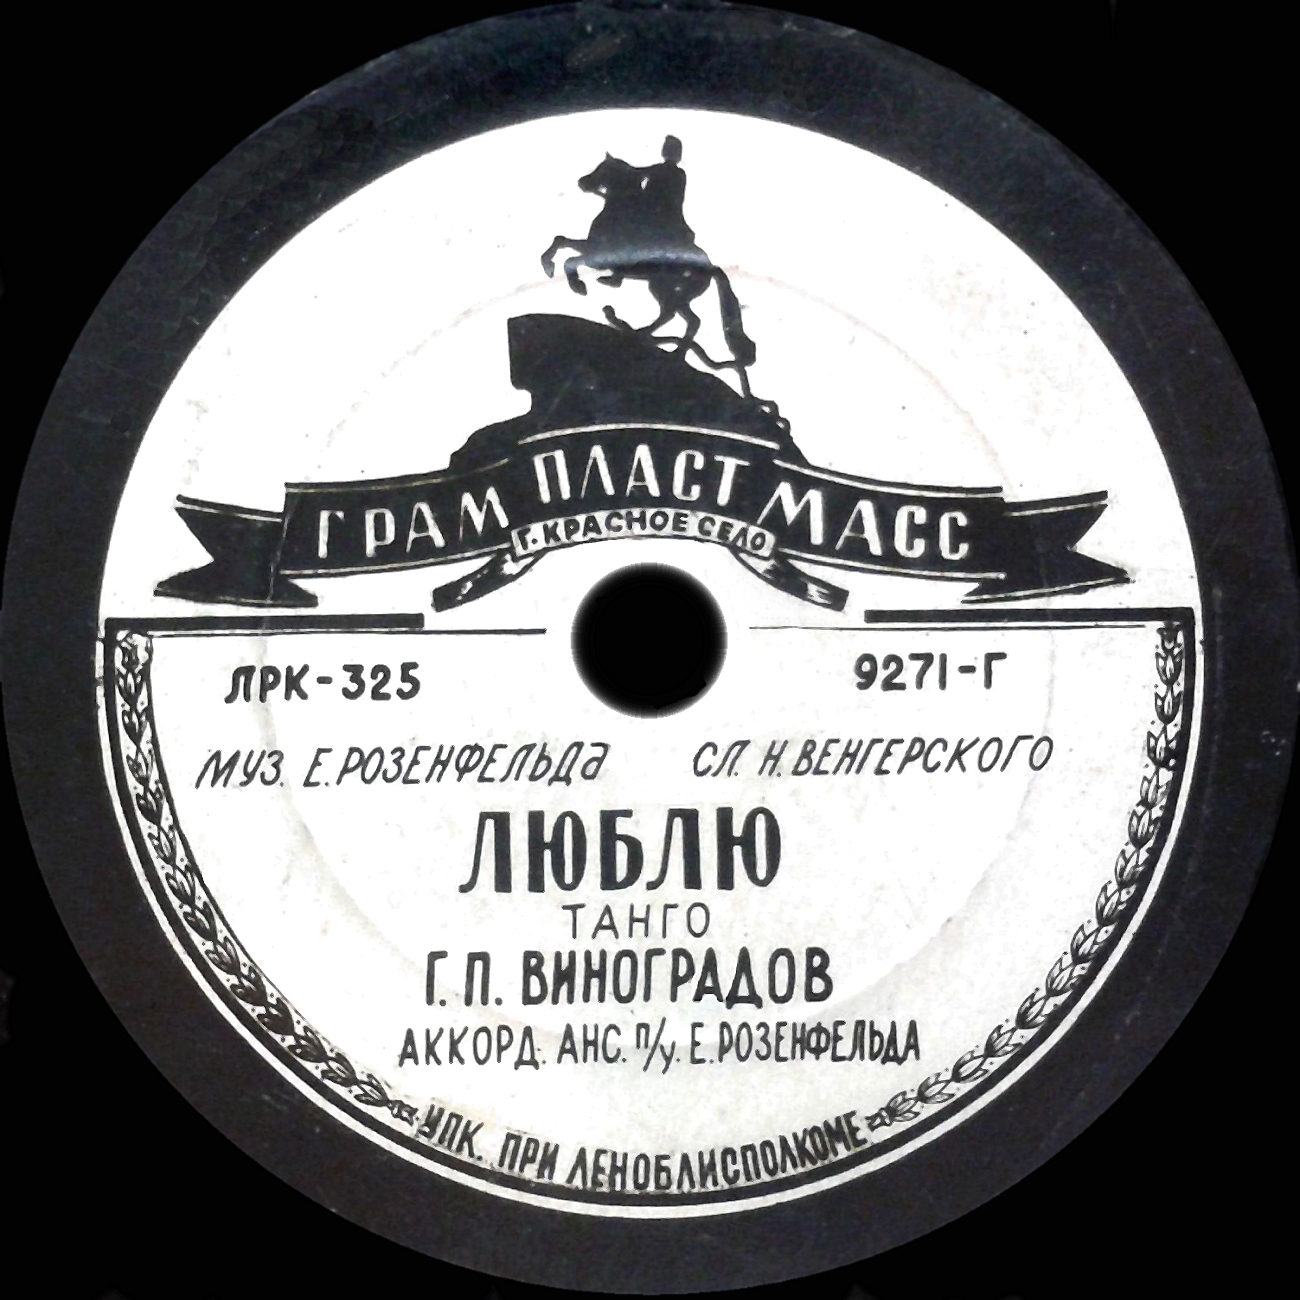 ГРАМ ПЛАСТ МАСС
Г. КРАСНОЕ СЕЛО
ЛРК-325 9271-Г
МУЗ. Е. РОЗЕНФЕЛЬДА СЛ. Н. ВЕНГЕРСКОГО
ЛЮБЛЮ
ТАНГО
Г. П. ВИНОГРАДОВ
АККОРД. АНС. П/У. Е. РОЗЕНФЕЛЬДА
УПК. ПРИ ЛЕНОБЛИСПОЛКОМЕ